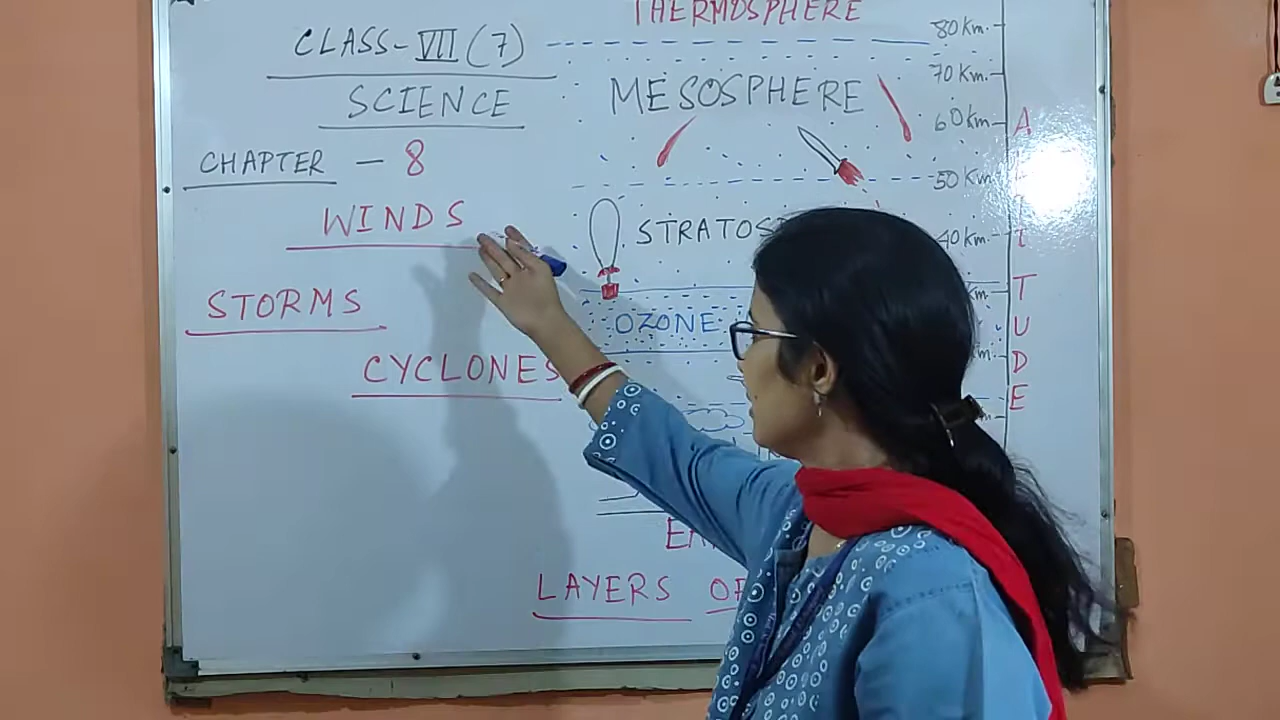 CLASS-VII (7)
SCIENCE
CHAPTER - 8
WINDS
STORMS
CYCLONES
THERMOSPHERE
MESOSPHERE
OZONE
LAYERS
80 Km.
70 Km.
60 Km.
50 Km.
40 Km.
Km.